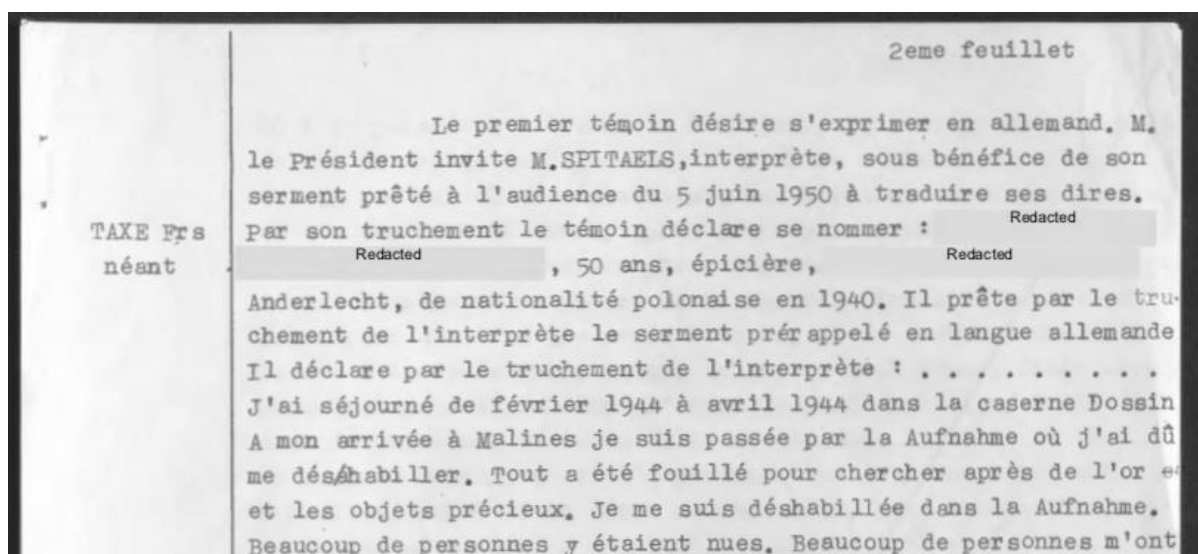 2eme feuillet
Le premier témoin désire s'exprimer en allemand. M.
le Président invite M.SPITAELS,interprète, sous bénéfice de son
serment prêté à l'audience du 5 juin 1950 à traduire ses dires.
TAXE Frs Par son truchement le témoin déclare se nommer : Redacted
néant Redacted , 50 ans, épicière, Redacted
Anderlecht, de nationalité polonaise en 1940. Il prête par le tru-
chement de l'interprète le serment prérappelé en langue allemande
Il déclare par le truchement de l'interprète : . . . . . . . . . .
J'ai séjourné de février 1944 à avril 1944 dans la caserne Dossin
A mon arrivée à Malines je suis passée par la Aufnahme où j'ai dû
me déshabiller. Tout a été fouillé pour chercher après de l'or
et les objets précieux. Je me suis déshabillée dans la Aufnahme.
Beaucoup de personnes y étaient nues. Beaucoup de personnes m'ont